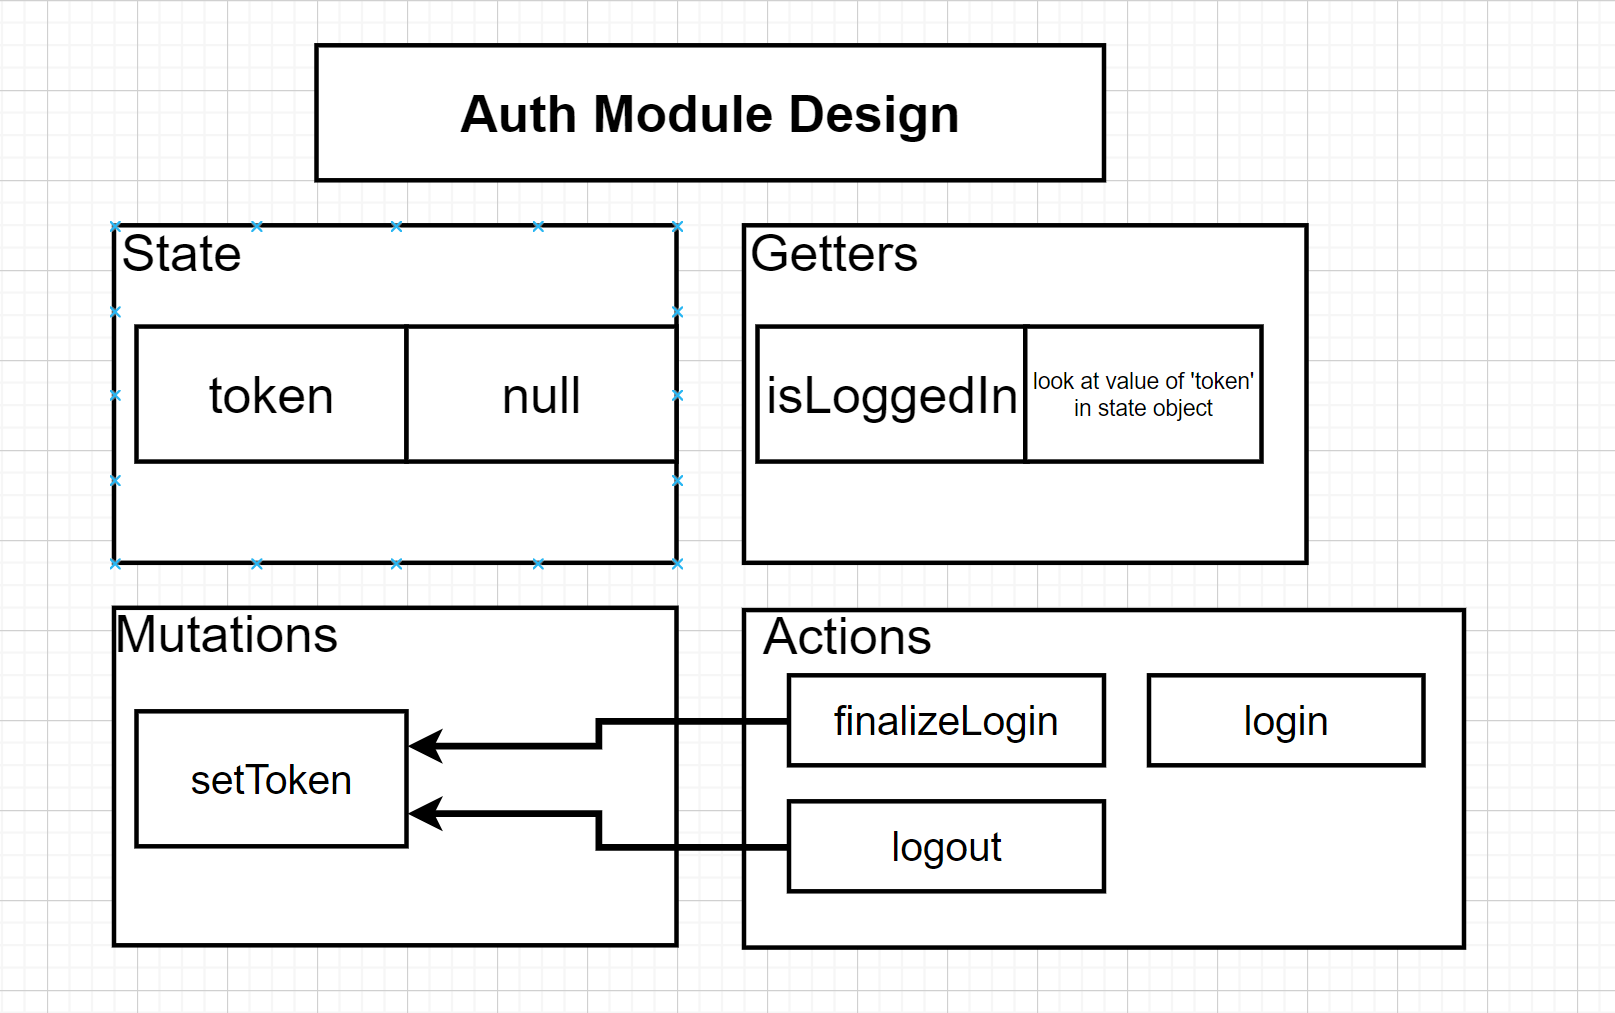 Auth Module Design
State
token
null
Getters
isLoggedIn
look at value of 'token'
in state object
Mutations
setToken
Actions
finalizeLogin
login
logout